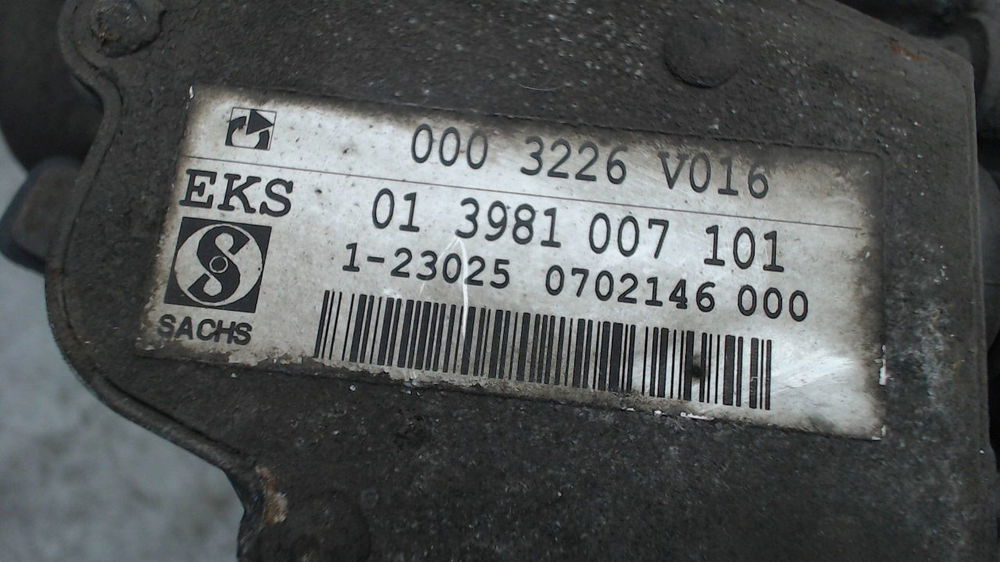 000 3226 V016
EKS 01 3981 007 101
1-23025 0702146 000
SACHS